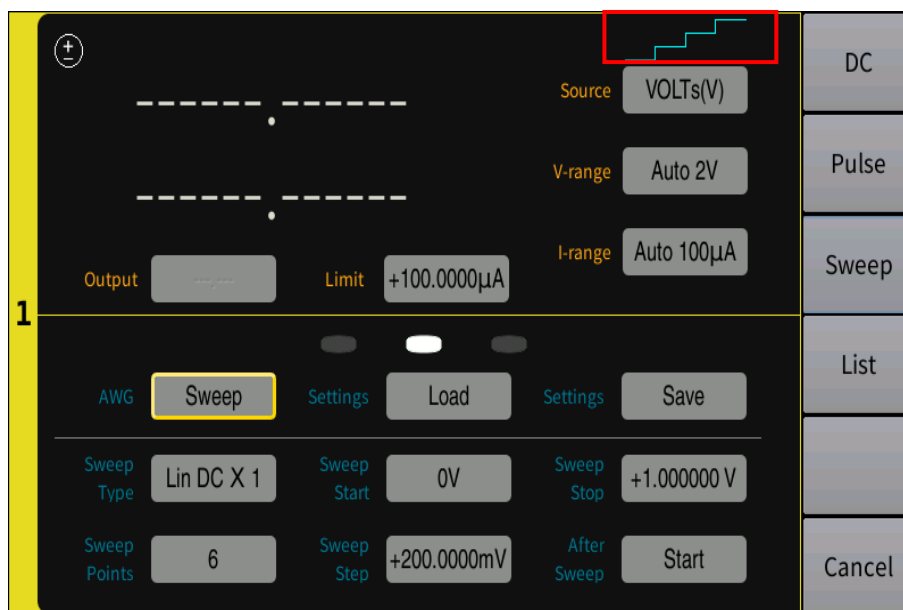 DC
Source VOLTs(V)
Pulse
V-range Auto 2V
I-range Auto 100µA
Sweep
Output --.--- Limit +100.0000µA
1
List
AWG Sweep Settings Load Settings Save
Sweep Type Lin DC X 1 Sweep Start 0V Sweep Stop +1.000000 V
Sweep Points 6 Sweep Step +200.0000mV After Sweep Start
Cancel